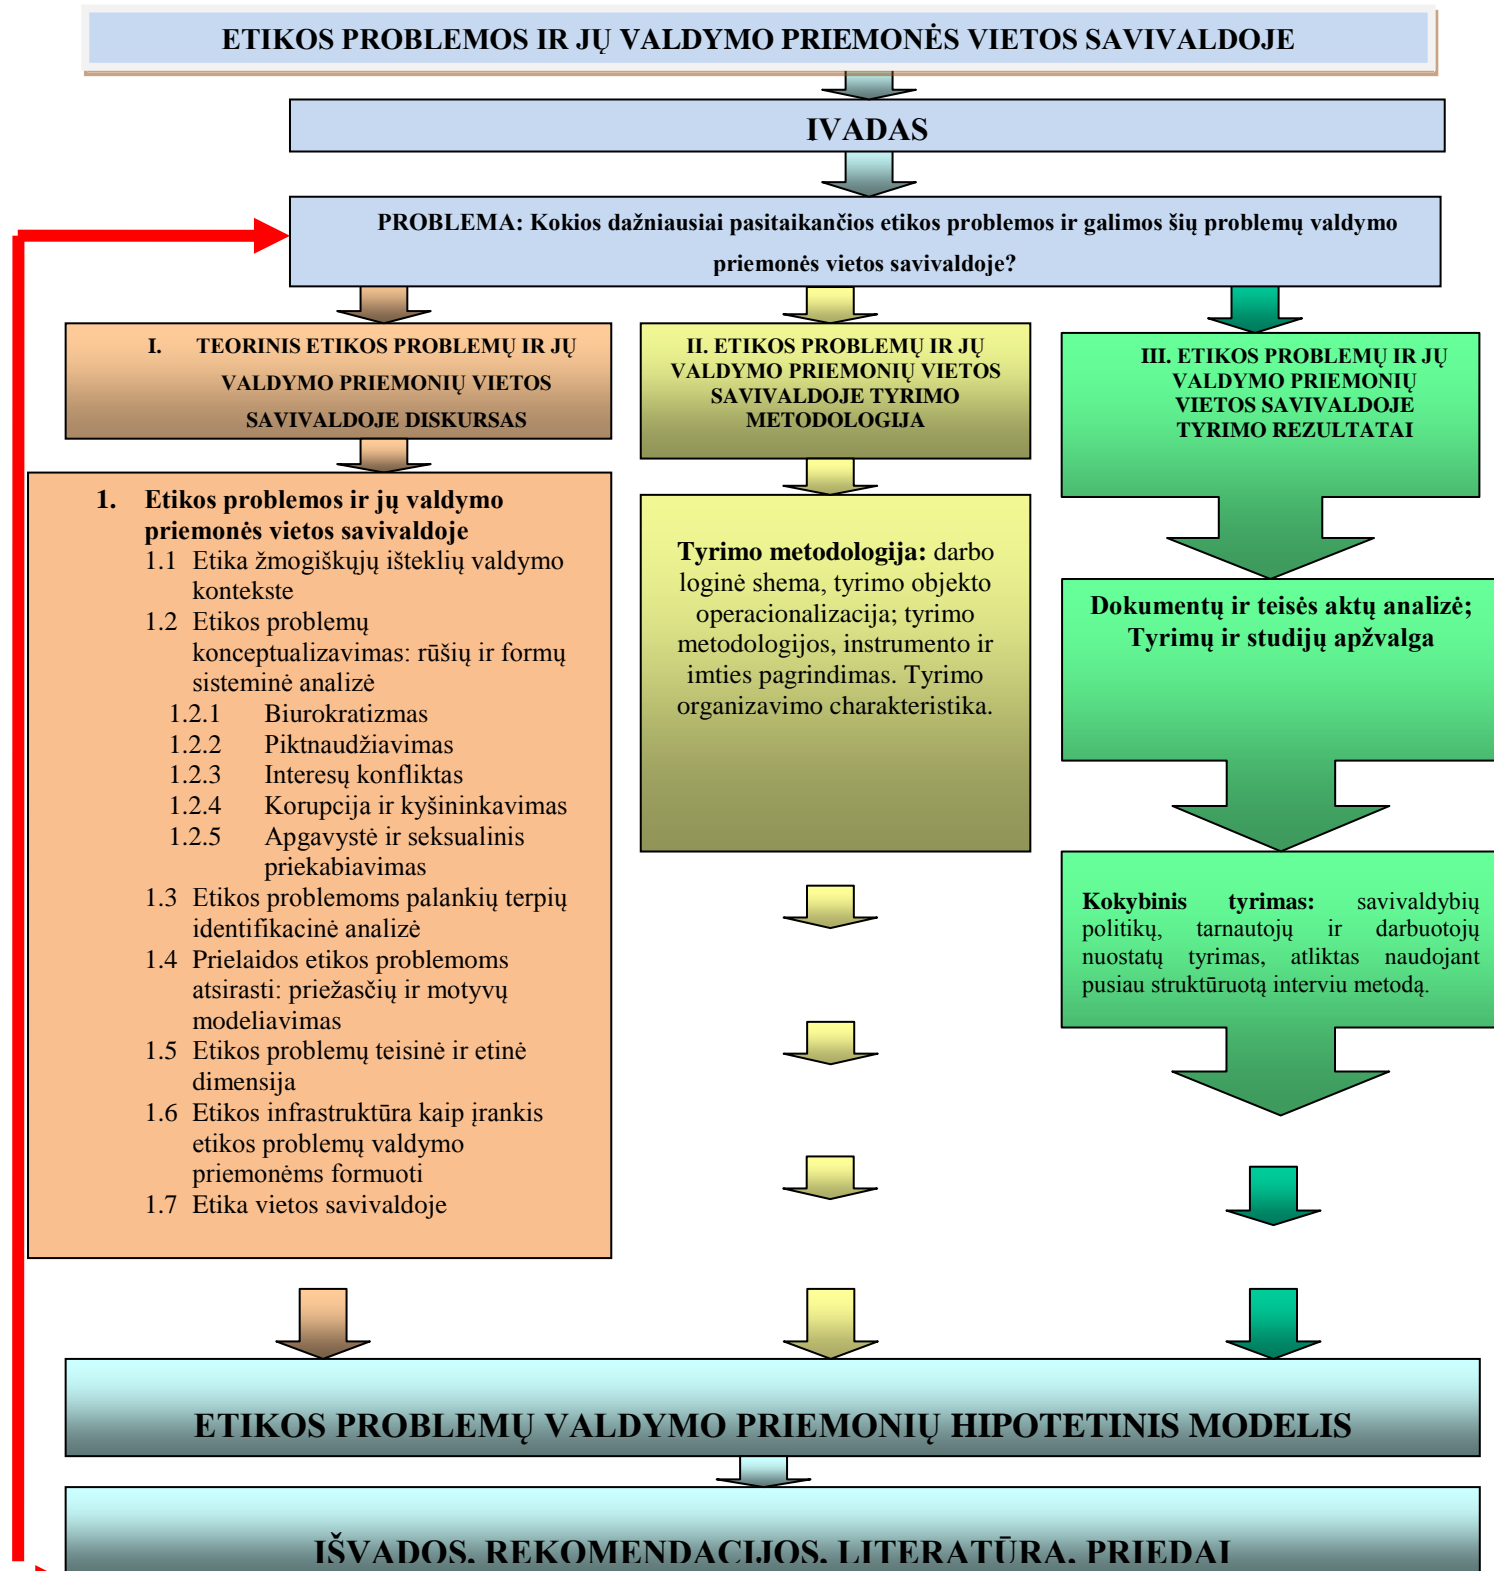 ETIKOS PROBLEMOS IR JŲ VALDYMO PRIEMONĖS VIETOS SAVIVALDOJE
IVADAS
PROBLEMA: Kokios dažniausiai pasitaikančios etikos problemos ir galimos šių problemų valdymo
priemonės vietos savivaldoje?
I. TEORINIS ETIKOS PROBLEMŲ IR JŲ
VALDYMO PRIEMONIŲ VIETOS
SAVIVALDOJE DISKURSAS
1. Etikos problemos ir jų valdymo
priemonės vietos savivaldoje
1.1 Etika žmogiškųjų išteklių valdymo
kontekste
1.2 Etikos problemų
konceptualizavimas: rūšių ir formų
sisteminė analizė
1.2.1 Biurokratizmas
1.2.2 Piktnaudžiavimas
1.2.3 Interesų konfliktas
1.2.4 Korupcija ir kyšininkavimas
1.2.5 Apgavystė ir seksualinis
priekabiavimas
1.3 Etikos problemoms palankių terpių
identifikacinė analizė
1.4 Prielaidos etikos problemoms
atsirasti: priežasčių ir motyvų
modeliavimas
1.5 Etikos problemų teisinė ir etinė
dimensija
1.6 Etikos infrastruktūra kaip įrankis
etikos problemų valdymo
priemonėms formuoti
1.7 Etika vietos savivaldoje
II. ETIKOS PROBLEMŲ IR JŲ
VALDYMO PRIEMONIŲ VIETOS
SAVIVALDOJE TYRIMO
METODOLOGIJA
Tyrimo metodologija: darbo
loginė shema, tyrimo objekto
operacionalizacija; tyrimo
metodologijos, instrumento ir
imties pagrindimas. Tyrimo
organizavimo charakteristika.
III. ETIKOS PROBLEMŲ IR JŲ
VALDYMO PRIEMONIŲ
VIETOS SAVIVALDOJE
TYRIMO REZULTATAI
Dokumentų ir teisės aktų analizė;
Tyrimų ir studijų apžvalga
Kokybinis tyrimas: savivaldybių
politikų, tarnautojų ir darbuotojų
nuostatų tyrimas, atliktas naudojant
pusiau struktūruotą interviu metodą.
ETIKOS PROBLEMŲ VALDYMO PRIEMONIŲ HIPOTETINIS MODELIS
IŠVADOS, REKOMENDACIJOS, LITERATŪRA, PRIEDAI